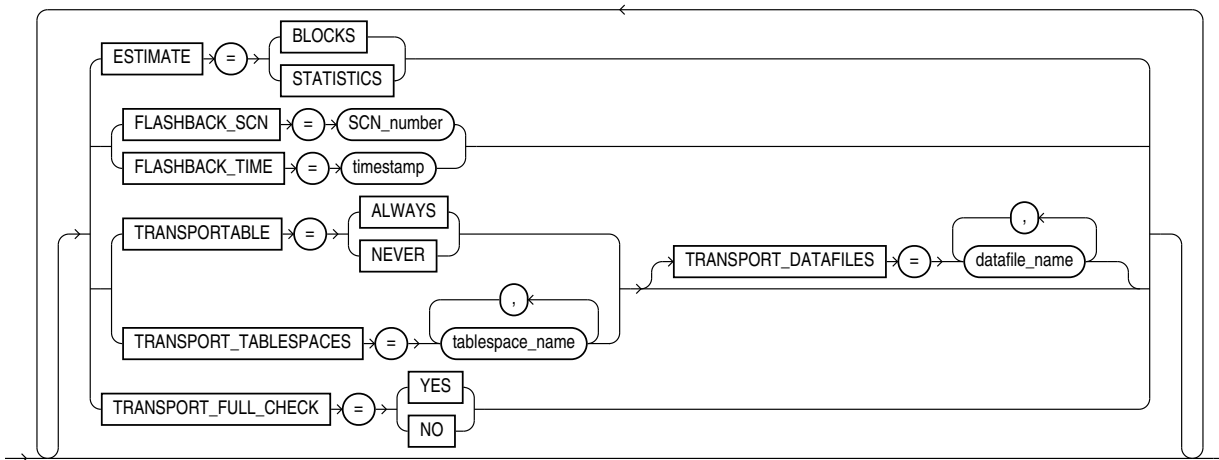 BLOCKS
ESTIMATE =
STATISTICS
FLASHBACK_SCN = SCN_number
FLASHBACK_TIME = timestamp
ALWAYS
TRANSPORTABLE =
NEVER
,
TRANSPORT_DATAFILES = datafile_name
,
TRANSPORT_TABLESPACES = tablespace_name
YES
TRANSPORT_FULL_CHECK =
NO